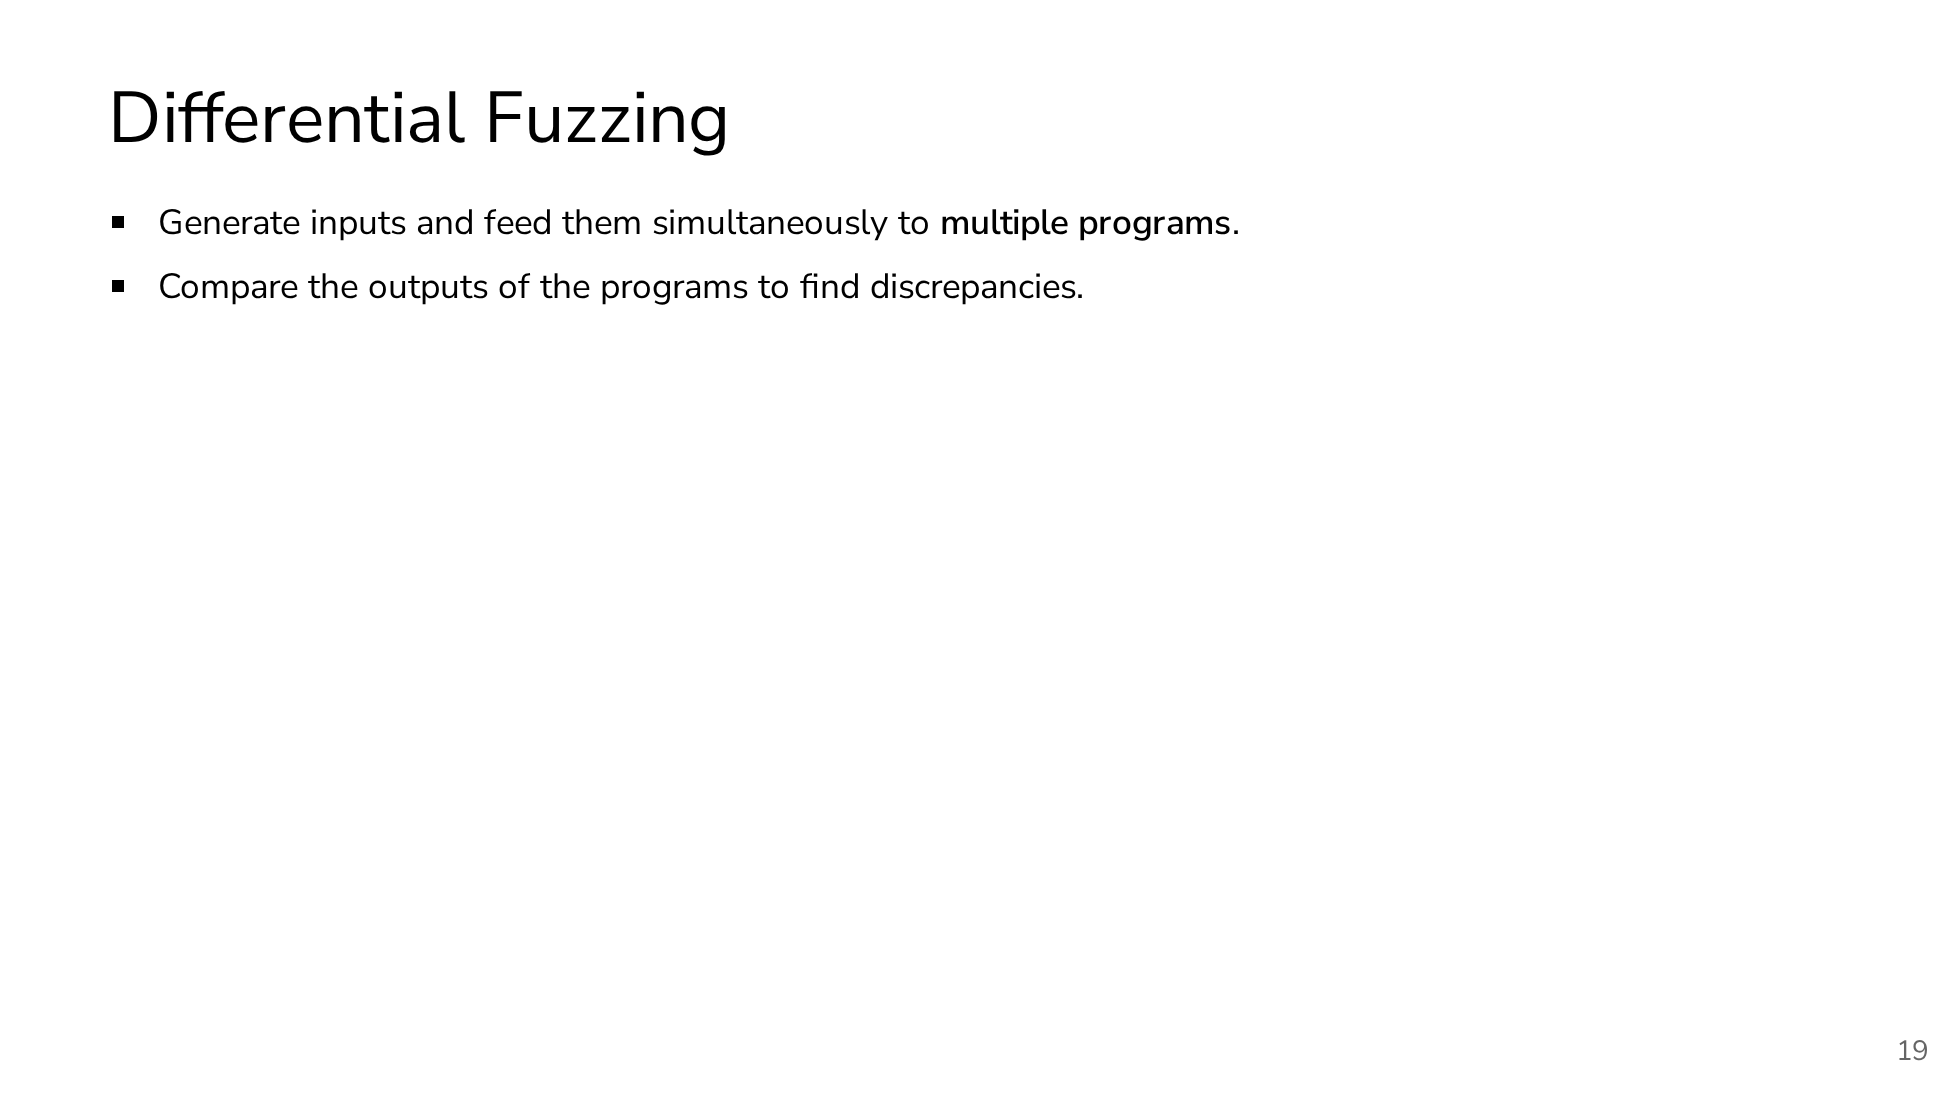 Differential Fuzzing
▪ Generate inputs and feed them simultaneously to multiple programs.
▪ Compare the outputs of the programs to find discrepancies.
19